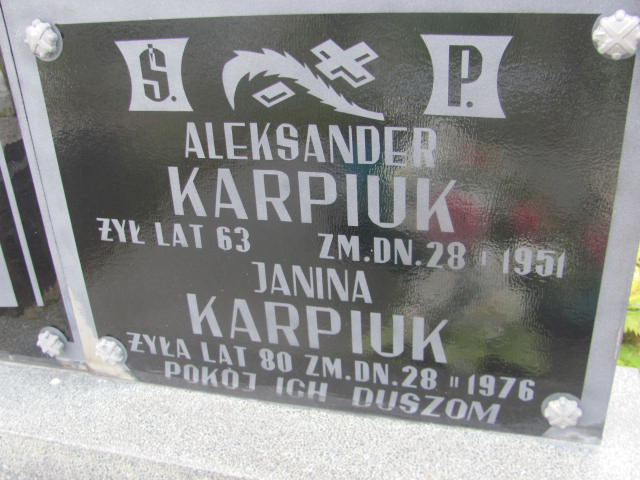 Ś. P.
ALEKSANDER
KARPIUK
ŻYŁ LAT 63 ZM. DN. 28 I 1951
JANINA
KARPIUK
ŻYŁA LAT 80 ZM. DN. 28 II 1976
POKÓJ ICH DUSZOM